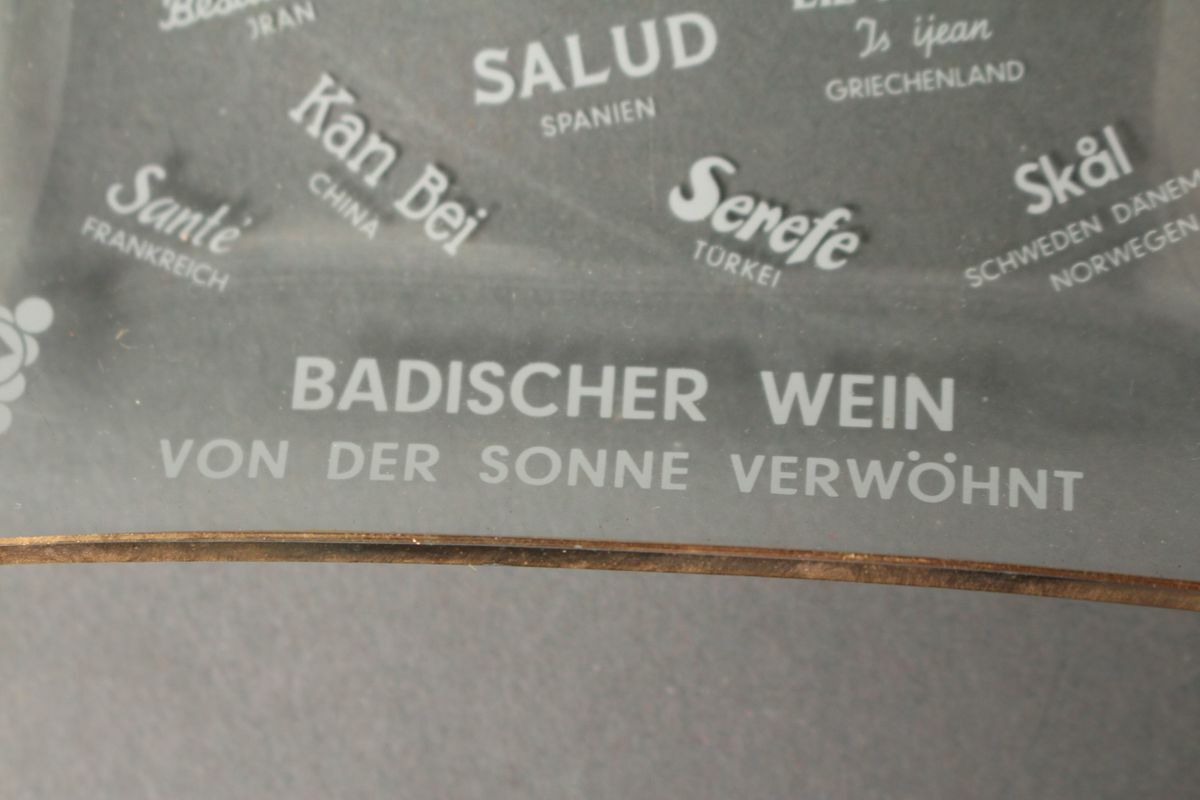 JRAN
SALUD
SPANIEN
Is ijean
GRIECHENLAND
Kan Bei
CHINA
Santé
FRANKREICH
Serefe
TÜRKEI
Skål
SCHWEDEN
NORWEGEN
BADISCHER WEIN
VON DER SONNE VERWÖHNT